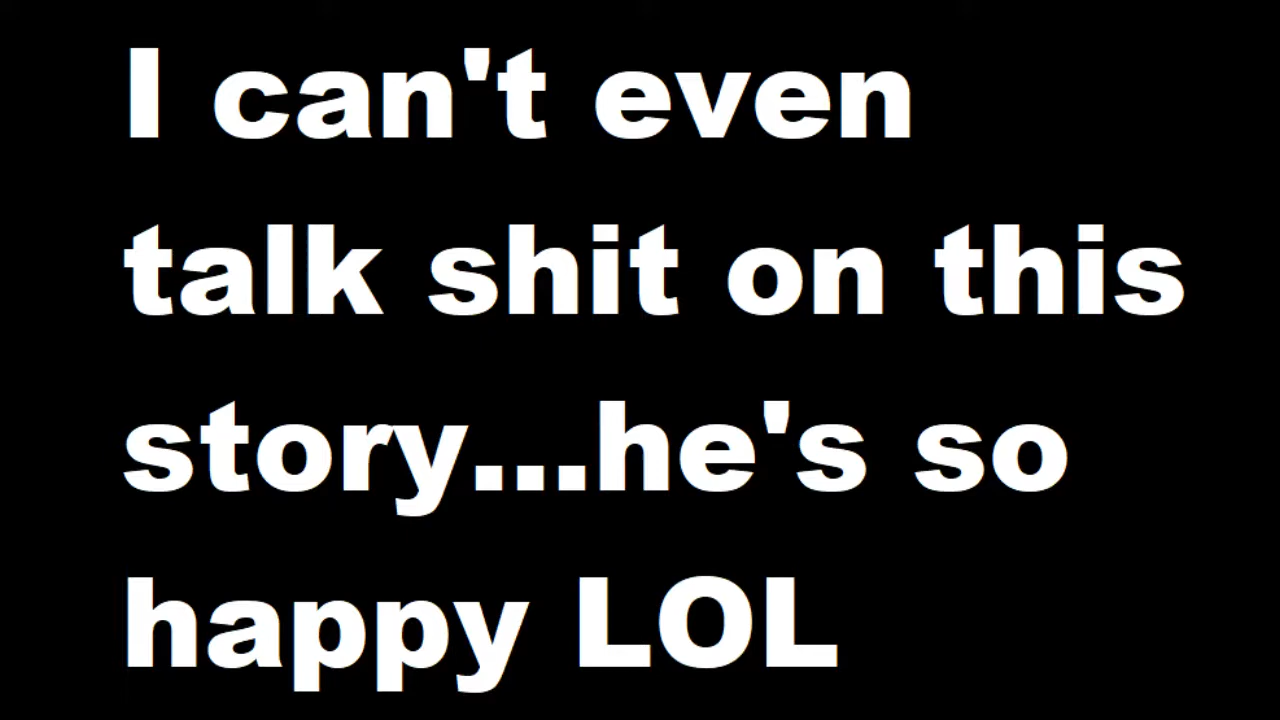 I can't even
talk shit on this
story...he's so
happy LOL